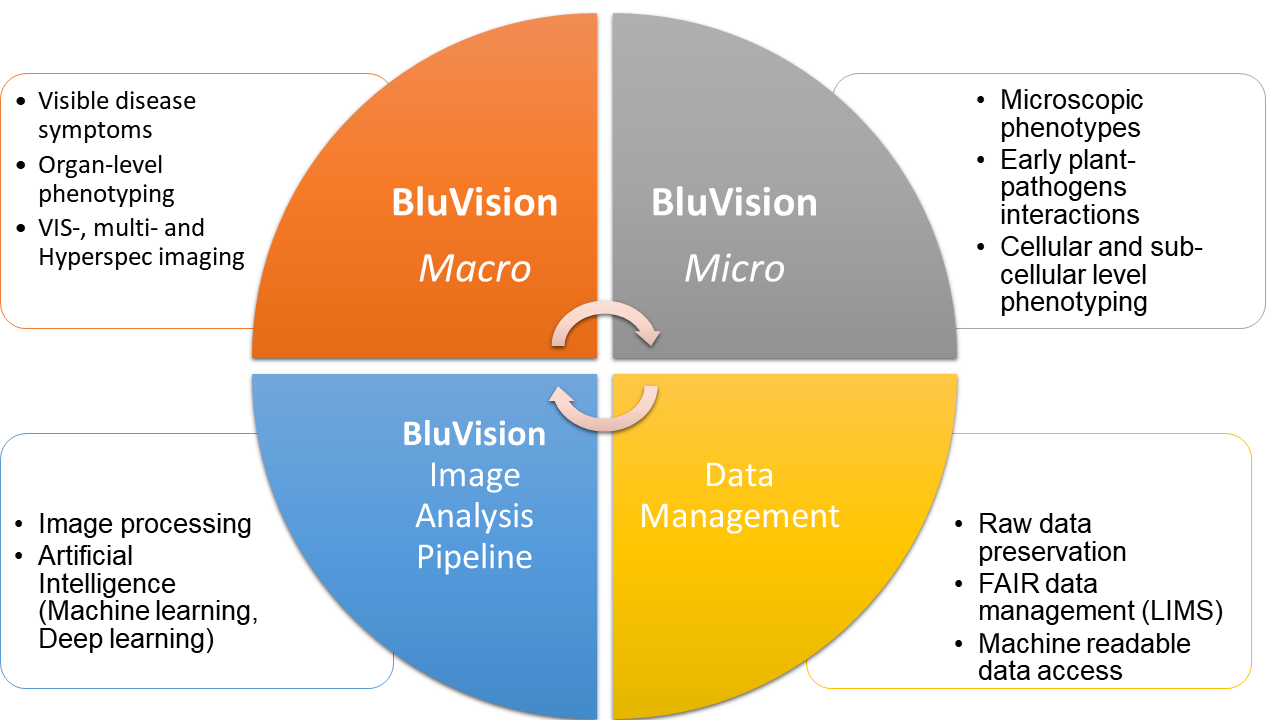 • Visible disease
symptoms
• Organ-level
phenotyping
• VIS-, multi- and
Hyperspec imaging
BluVision
Macro
BluVision
Micro
• Microscopic
phenotypes
• Early plant-
pathogens
interactions
• Cellular and sub-
cellular level
phenotyping
• Image processing
• Artificial
Intelligence
(Machine learning,
Deep learning)
BluVision
Image
Analysis
Pipeline
Data
Management
• Raw data
preservation
• FAIR data
management (LIMS)
• Machine readable
data access